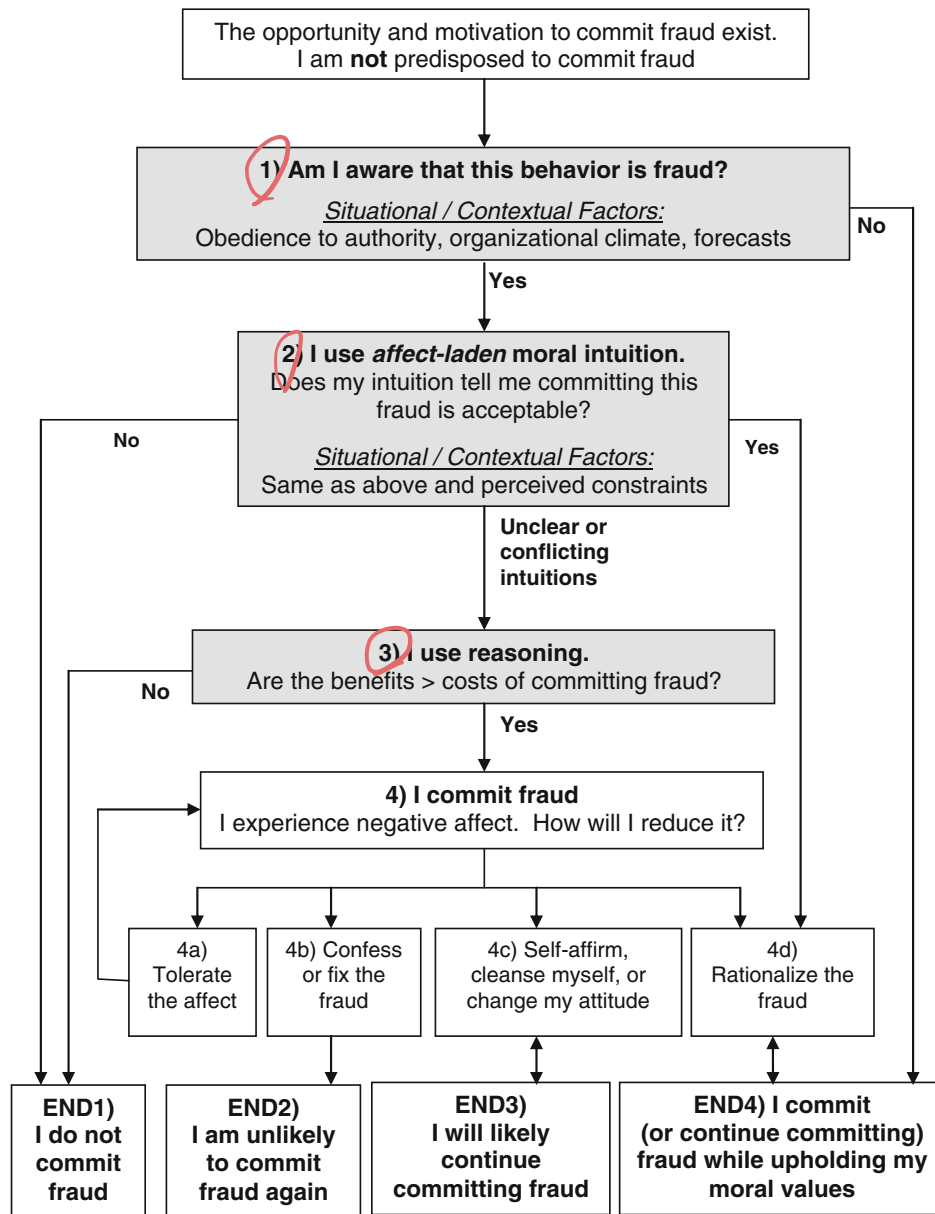 The opportunity and motivation to commit fraud exist.
I am not predisposed to commit fraud
1) Am I aware that this behavior is fraud?
Situational / Contextual Factors:
Obedience to authority, organizational climate, forecasts
No
Yes
2) I use affect-laden moral intuition.
Does my intuition tell me committing this
fraud is acceptable?
Situational / Contextual Factors:
Same as above and perceived constraints
No
Yes
Unclear or
conflicting
intuitions
3) I use reasoning.
Are the benefits > costs of committing fraud?
No
Yes
4) I commit fraud
I experience negative affect. How will I reduce it?
4a)
Tolerate
the affect
4b) Confess
or fix the
fraud
4c) Self-affirm,
cleanse myself, or
change my attitude
4d)
Rationalize the
fraud
END1)
I do not
commit
fraud
END2)
I am unlikely
to commit
fraud again
END3)
I will likely
continue
committing fraud
END4) I commit
(or continue committing)
fraud while upholding my
moral values